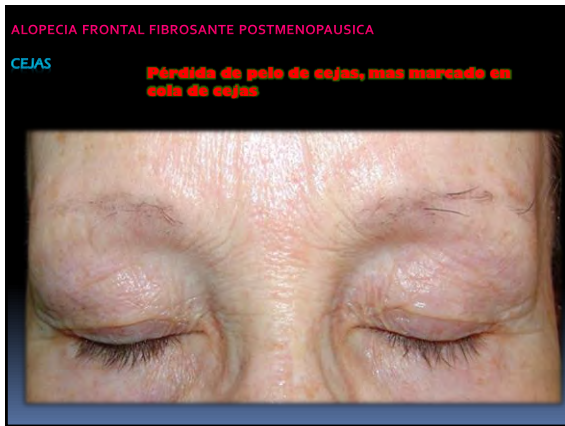 ALOPECIA FRONTAL FIBROSANTE POSTMENOPAUSICA
CEJAS
Pérdida de pelo de cejas, mas marcado en
cola de cejas